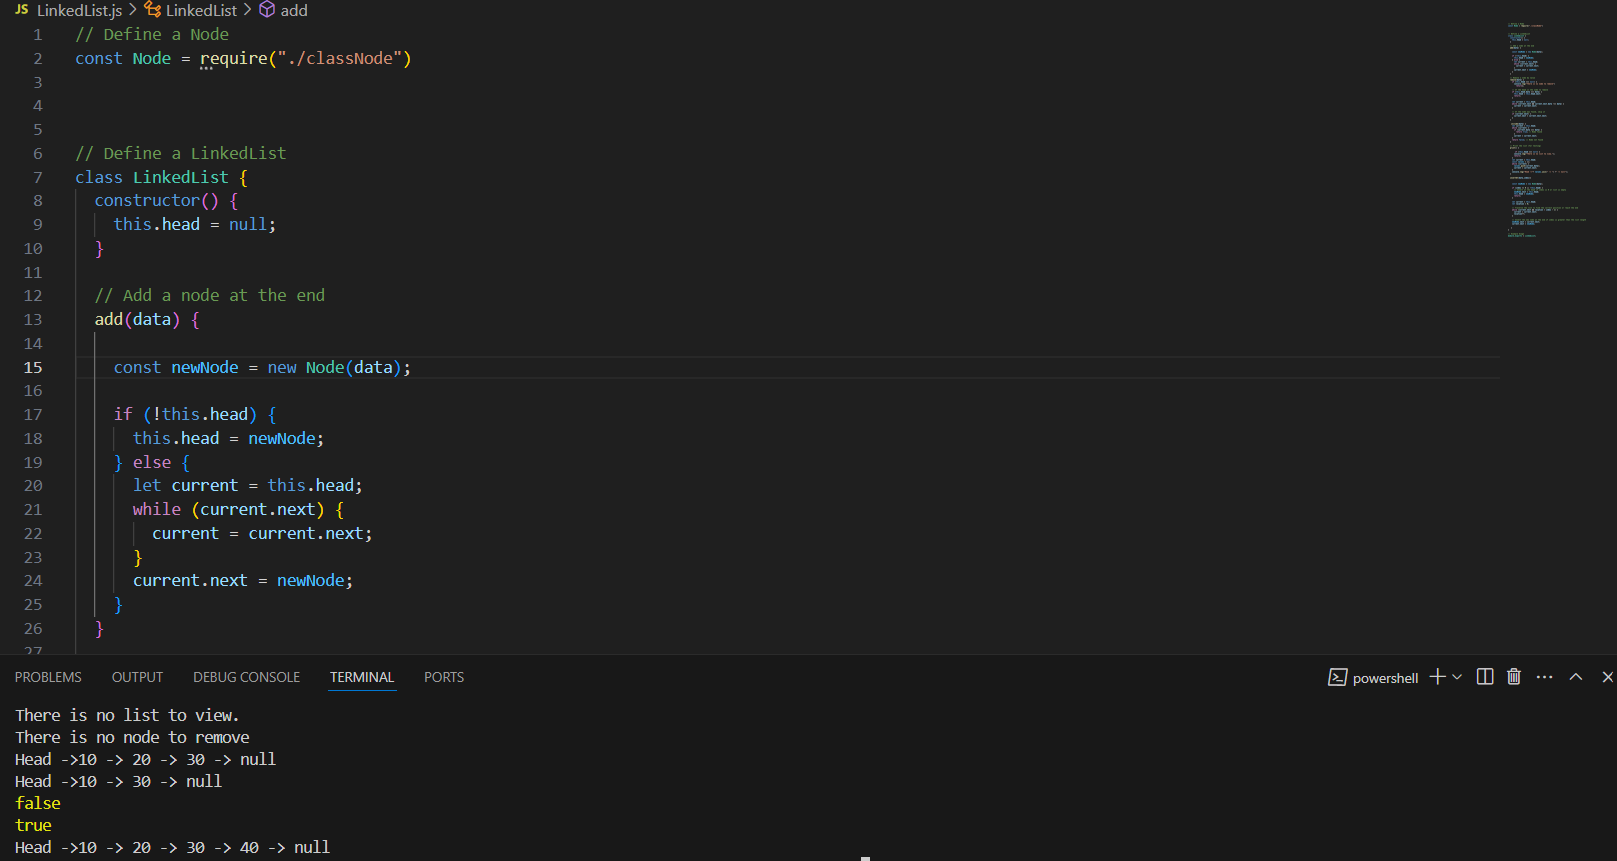 JS LinkedList.js > LinkedList > add
1 // Define a Node
2 const Node = require("./classNode")
3
4
5
6 // Define a LinkedList
7 class LinkedList {
8 constructor() {
9 this.head = null;
10 }
11
12 // Add a node at the end
13 add(data) {
14
15 const newNode = new Node(data);
16
17 if (!this.head) {
18 this.head = newNode;
19 } else {
20 let current = this.head;
21 while (current.next) {
22 current = current.next;
23 }
24 current.next = newNode;
25 }
26 }
27
PROBLEMS OUTPUT DEBUG CONSOLE TERMINAL PORTS powershell
There is no list to view.
There is no node to remove
Head ->10 -> 20 -> 30 -> null
Head ->10 -> 30 -> null
false
true
Head ->10 -> 20 -> 30 -> 40 -> null